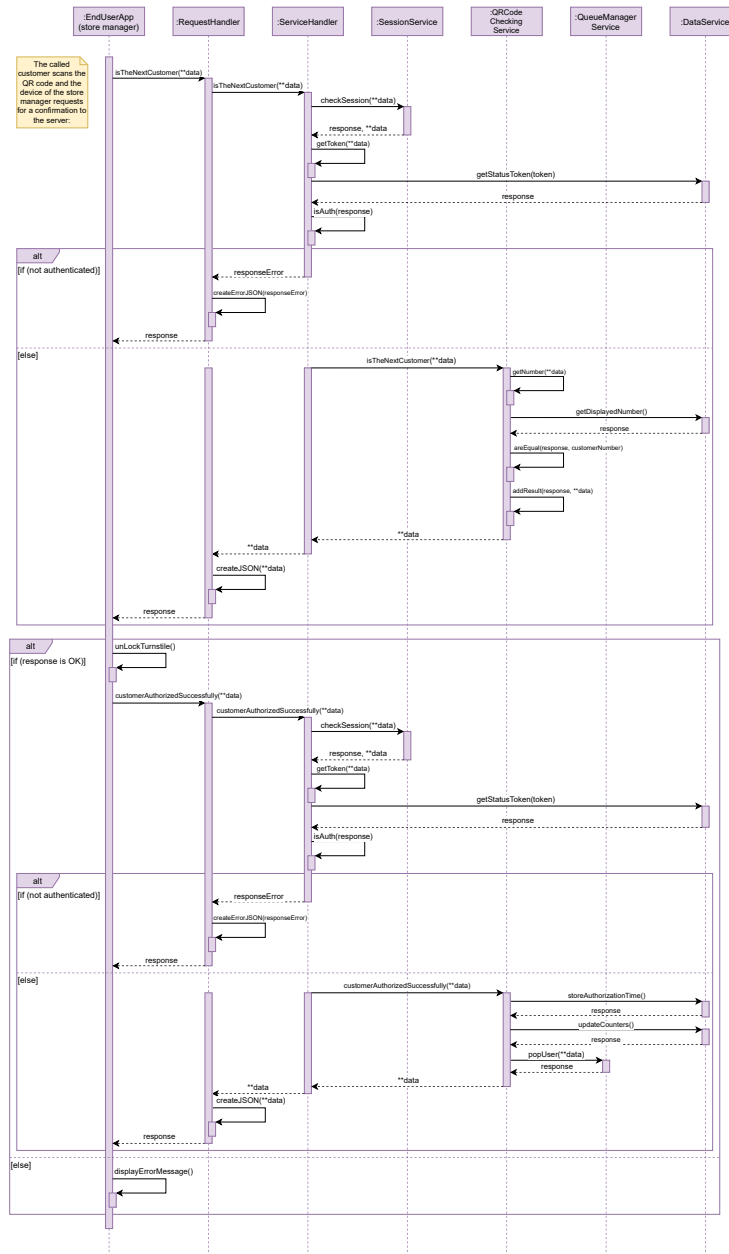 :EndUserApp
(store manager)
:RequestHandler
:ServiceHandler
:SessionService
:QRCode
Checking
Service
:QueueManager
Service
:DataService
The called
customer scans the
QR code and the
device of the store
manager requests
for a confirmation to
the server:
isTheNextCustomer(**data)
isTheNextCustomer(**data)
checkSession(**data)
response, **data
getToken(**data)
getStatusToken(token)
response
isAuth(response)
alt
[if (not authenticated)]
responseError
createErrorJSON(responseError)
response
[else]
isTheNextCustomer(**data)
getNumber(**data)
getDisplayedNumber()
response
areEqual(response, customerNumber)
addResult(response, **data)
**data
**data
createJSON(**data)
response
alt
[if (response is OK)]
unLockTurnstile()
customerAuthorizedSuccessfully(**data)
customerAuthorizedSuccessfully(**data)
checkSession(**data)
response, **data
getToken(**data)
getStatusToken(token)
response
isAuth(response)
alt
[if (not authenticated)]
responseError
createErrorJSON(responseError)
response
[else]
customerAuthorizedSuccessfully(**data)
storeAuthorizationTime()
response
updateCounters()
response
popUser(**data)
response
**data
**data
createJSON(**data)
response
[else]
displayErrorMessage()